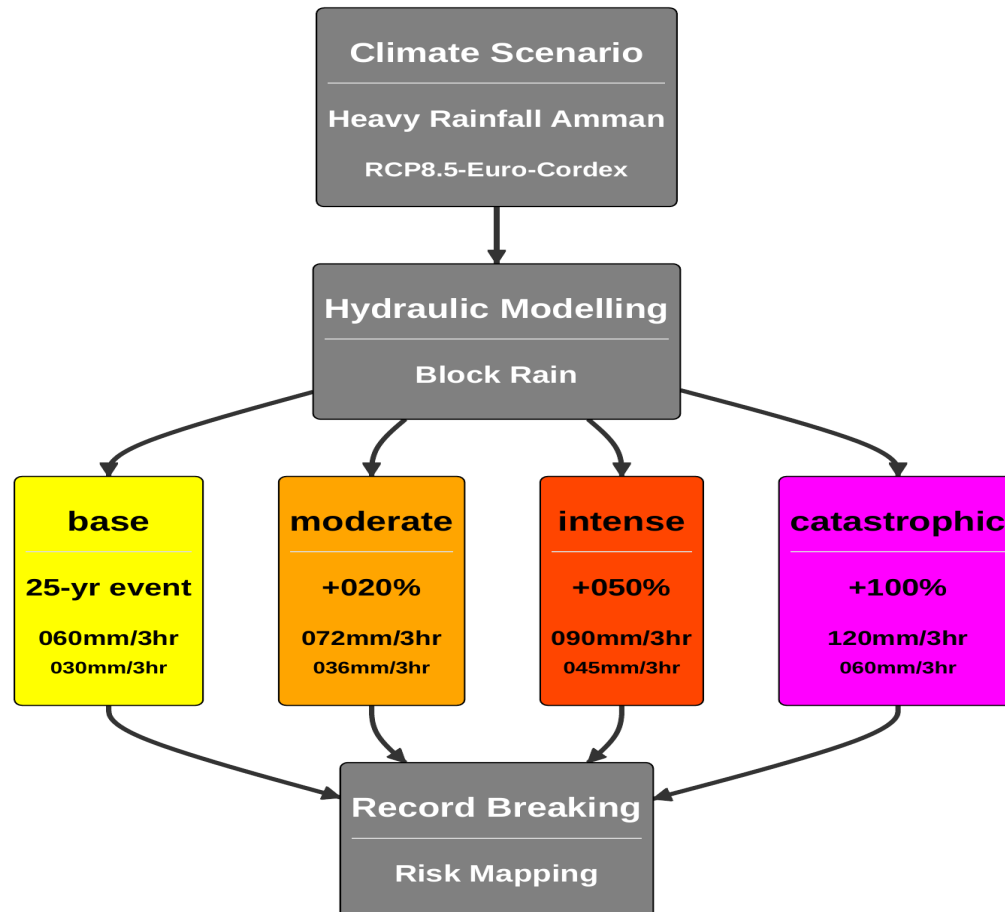 Climate Scenario
Heavy Rainfall Amman
RCP8.5-Euro-Cordex
Hydraulic Modelling
Block Rain
base
25-yr event
060mm/3hr
030mm/3hr
moderate
+020%
072mm/3hr
036mm/3hr
intense
+050%
090mm/3hr
045mm/3hr
catastrophic
+100%
120mm/3hr
060mm/3hr
Record Breaking
Risk Mapping